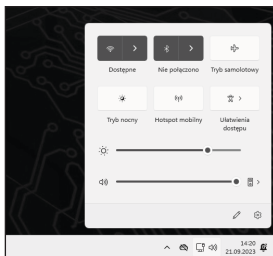 Dostępne
Nie połączono
Tryb samolotowy
Tryb nocny
Hotspot mobilny
Ułatwienia
dostępu
14:20
21.09.2023